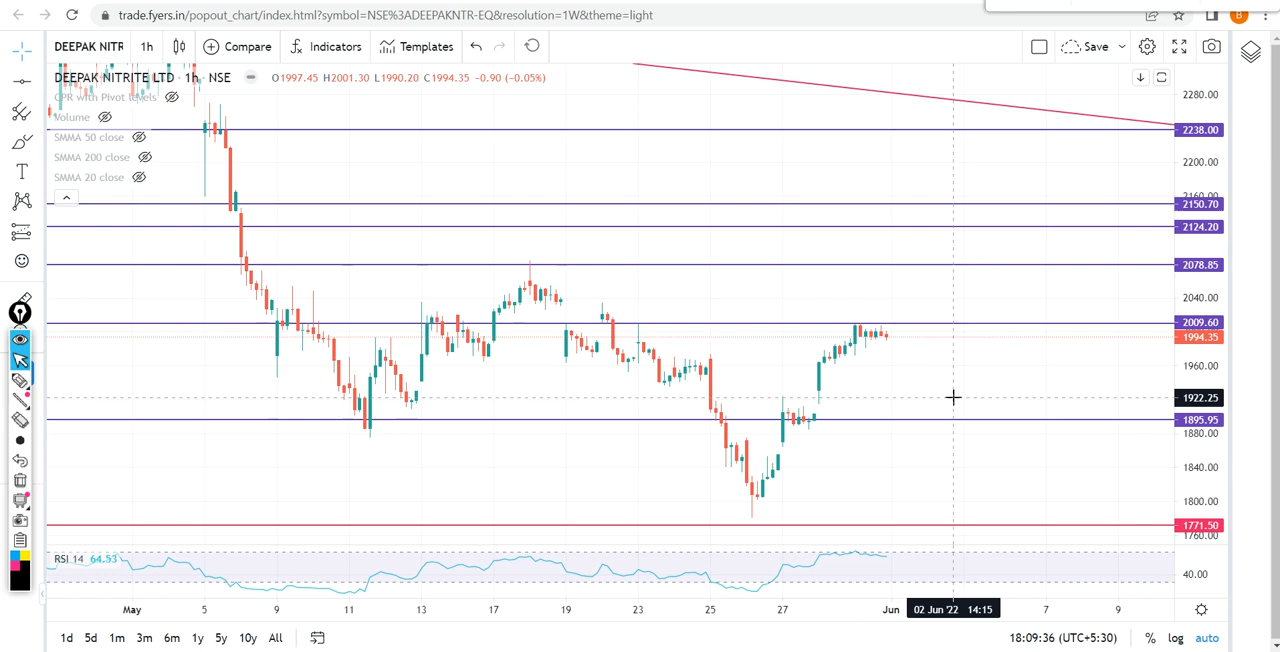 trade.fyers.in/popout_chart/index.html?symbol=NSE%3ADEEPAKNTR-EQ&resolution=1W&theme=light
B
DEEPAK NITR 1h Compare Indicators Templates Save
DEEPAK NITRITE LTD · 1h · NSE O1997.45 H2001.30 L1990.20 C1994.35 -0.90 (-0.05%)
CPR with Pivot levels
Volume
SMMA 50 close
SMMA 200 close
SMMA 20 close
2280.00
2238.00
2200.00
2160.00
2150.70
2124.20
2078.85
2040.00
2009.60
1994.35
1960.00
1922.25
1895.95
1880.00
1840.00
1800.00
1771.50
1760.00
RSI 14 64.53
40.00
May 5 9 11 13 17 19 23 25 27 Jun 02 Jun '22 14:15 7 9
1d 5d 1m 3m 6m 1y 5y 10y All 18:09:36 (UTC+5:30) % log auto